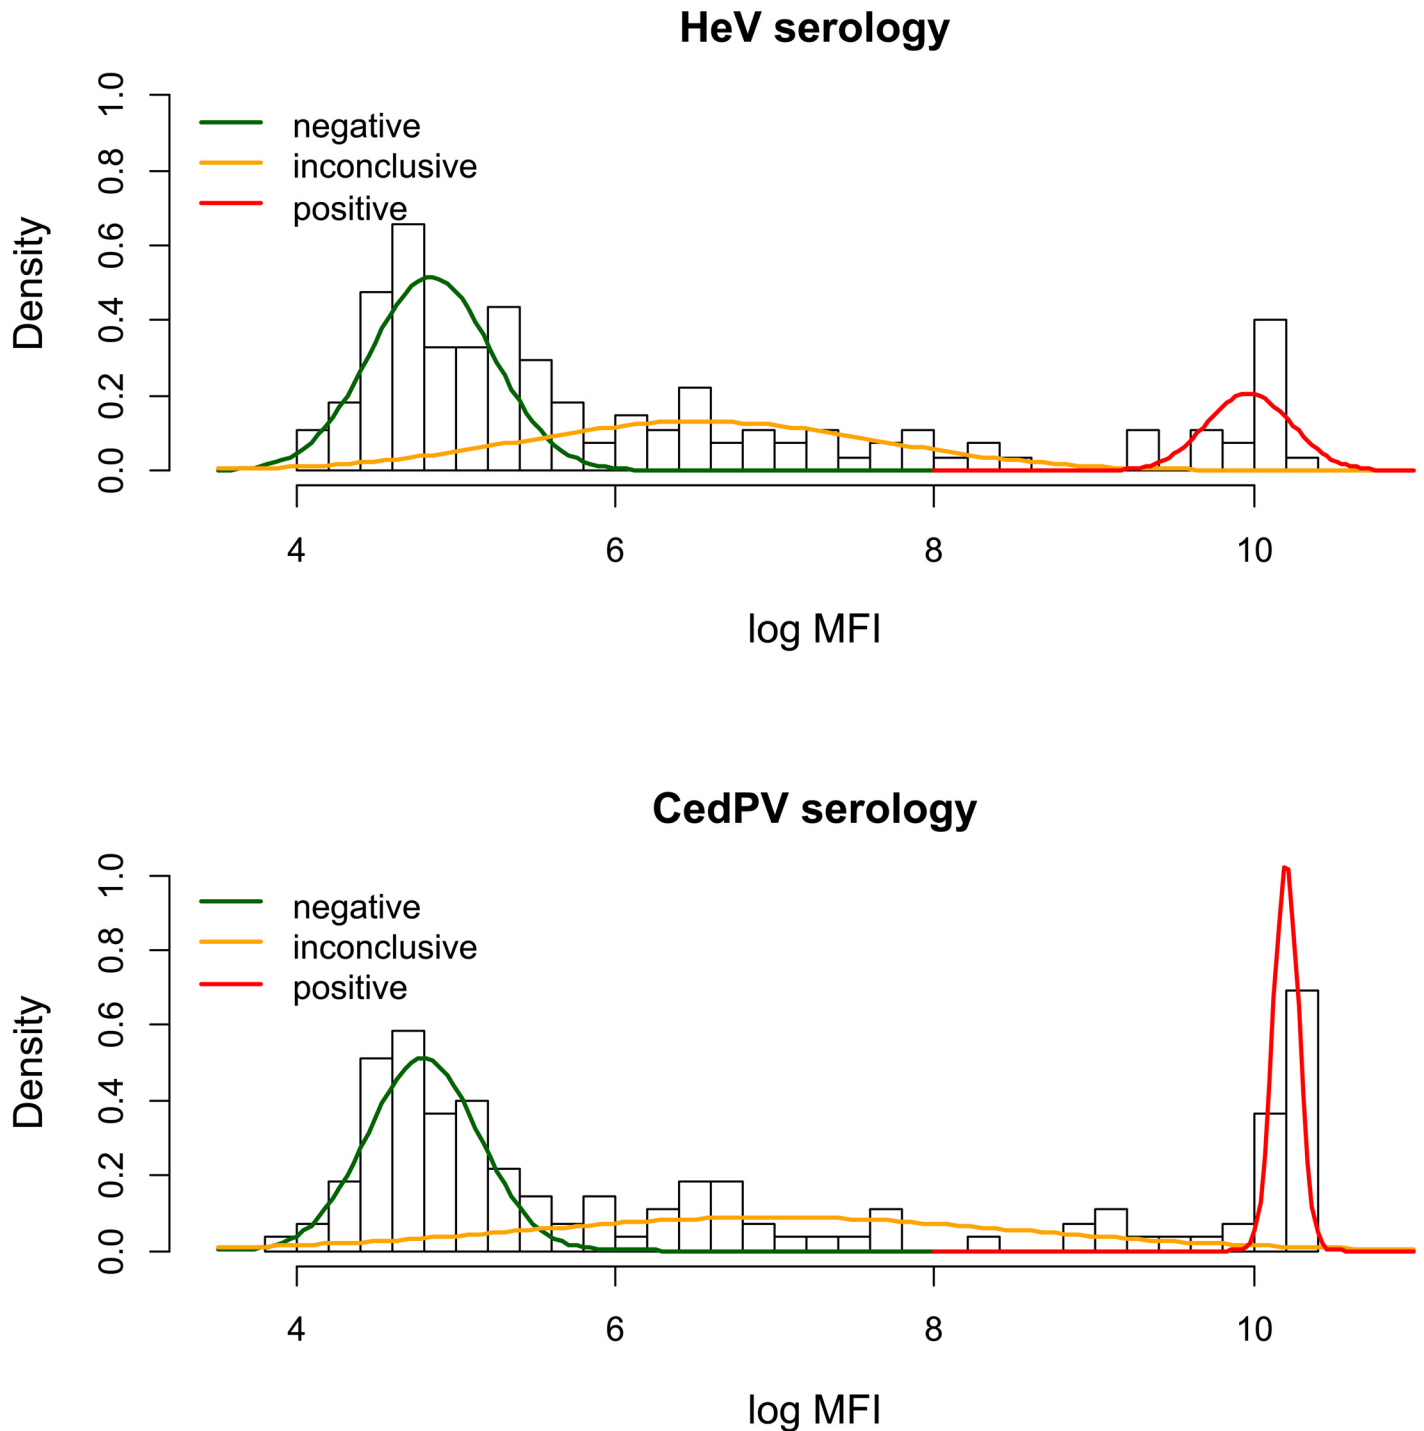 HeV serology
1.0
0.8
0.6
0.4
0.2
0.0
Density
negative
inconclusive
positive
4 6 8 10
log MFI
CedPV serology
1.0
0.8
0.6
0.4
0.2
0.0
Density
negative
inconclusive
positive
4 6 8 10
log MFI